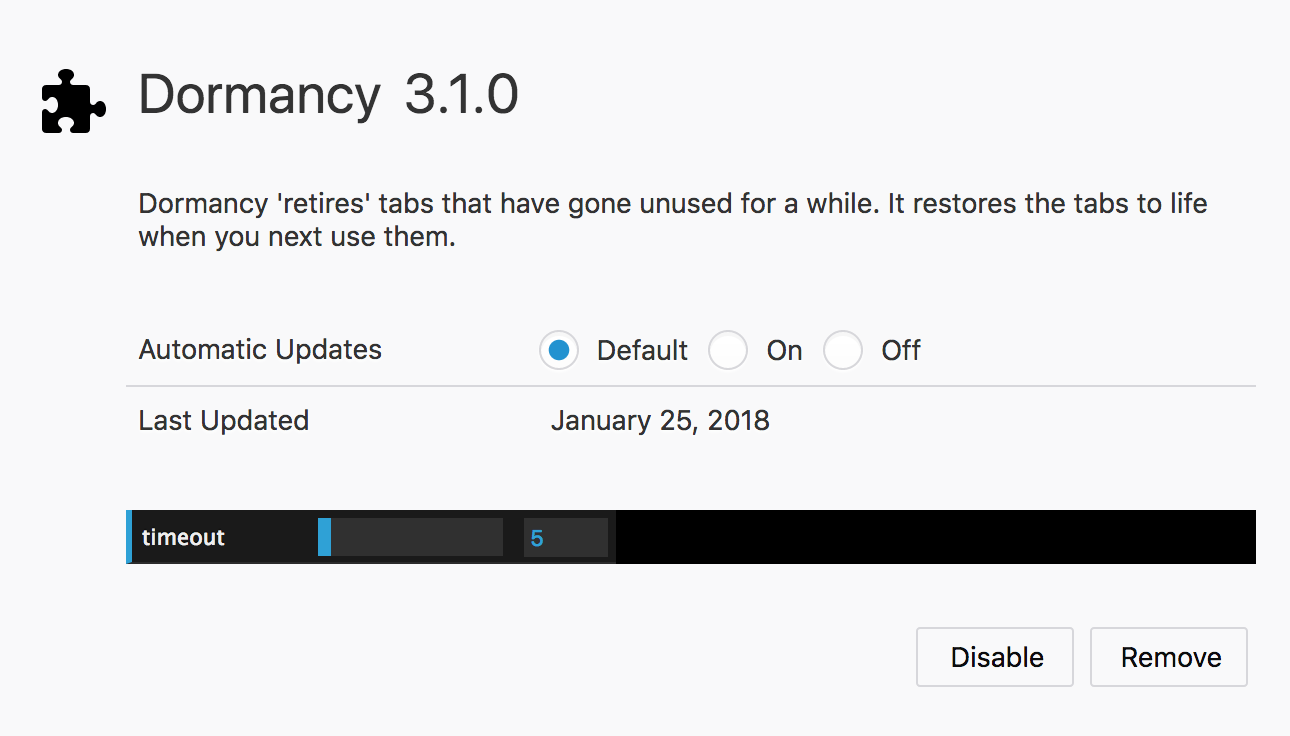 Dormancy 3.1.0
Dormancy 'retires' tabs that have gone unused for a while. It restores the tabs to life
when you next use them.
Automatic Updates Default On Off
Last Updated January 25, 2018
timeout 5
Disable Remove